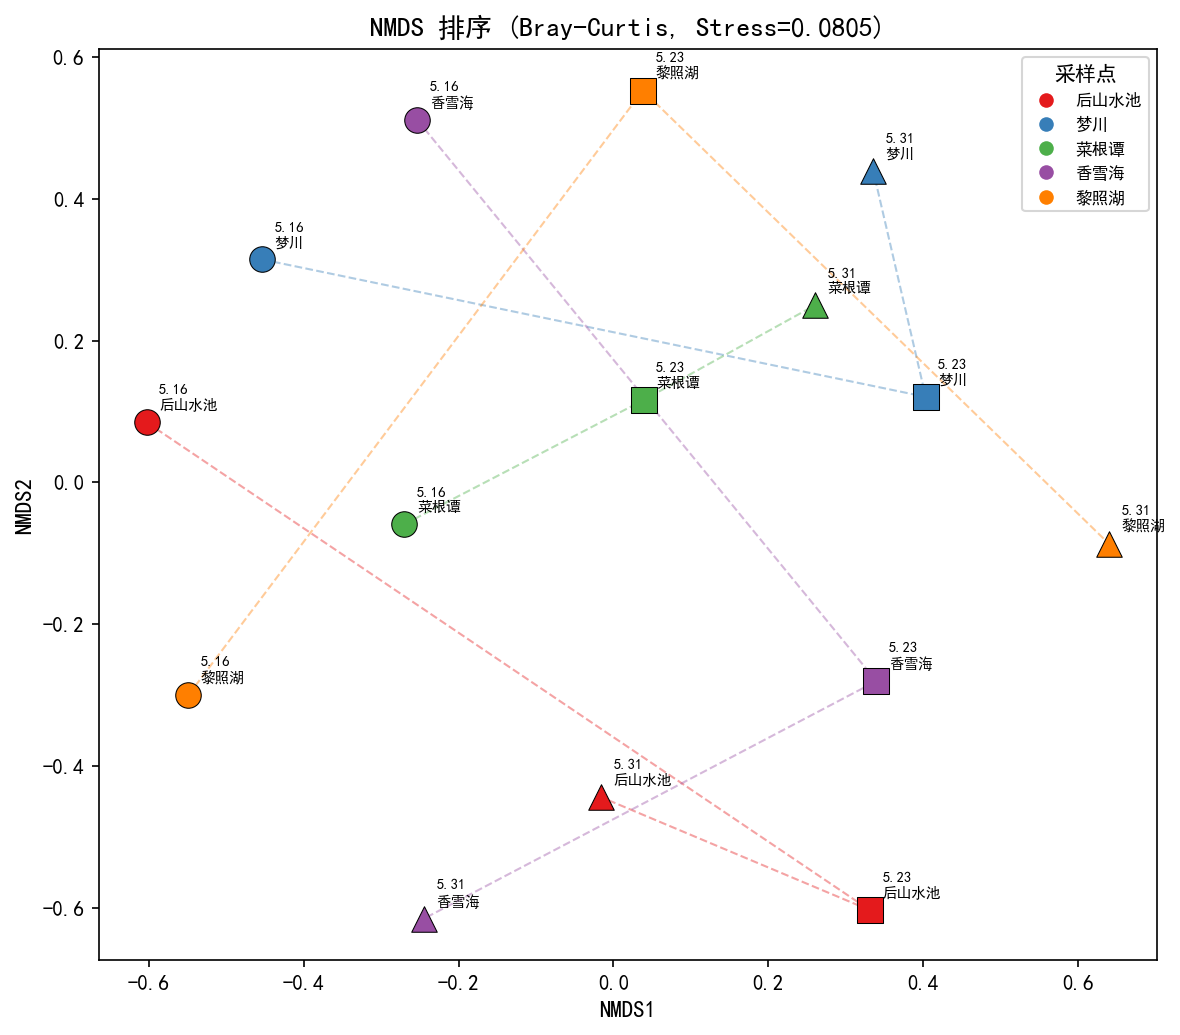 NMDS 排序 (Bray-Curtis, Stress=0.0805)
采样点
后山水池
梦川
菜根谭
香雪海
黎照湖
5.23
黎照湖
5.16
香雪海
5.31
梦川
5.16
梦川
5.31
菜根谭
5.23
菜根谭
5.23
梦川
5.16
后山水池
5.16
菜根谭
5.31
黎照湖
5.23
香雪海
5.16
黎照湖
5.31
后山水池
5.23
后山水池
5.31
香雪海
0.6
0.4
0.2
0.0
−0.2
−0.4
−0.6
NMDS2
−0.6
−0.4
−0.2
0.0
0.2
0.4
0.6
NMDS1